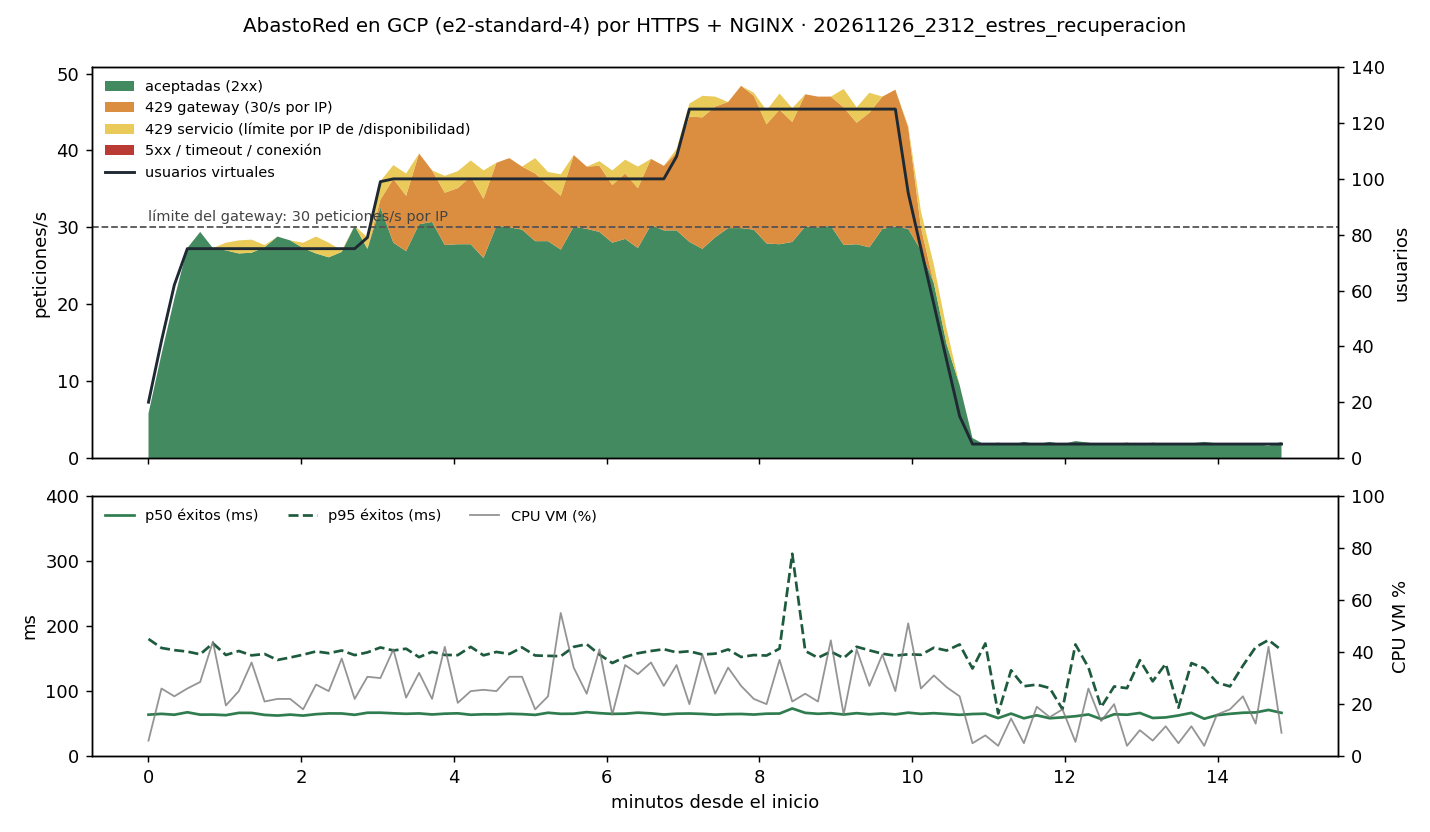 AbastoRed en GCP (e2-standard-4) por HTTPS + NGINX · 20261126_2312_estres_recuperacion
aceptadas (2xx)
429 gateway (30/s por IP)
429 servicio (límite por IP de /disponibilidad)
5xx / timeout / conexión
usuarios virtuales
límite del gateway: 30 peticiones/s por IP
peticiones/s
50
40
30
20
10
0
usuarios
140
120
100
80
60
40
20
0
p50 éxitos (ms)
p95 éxitos (ms)
CPU VM (%)
ms
400
300
200
100
0
CPU VM %
100
80
60
40
20
0
0 2 4 6 8 10 12 14
minutos desde el inicio